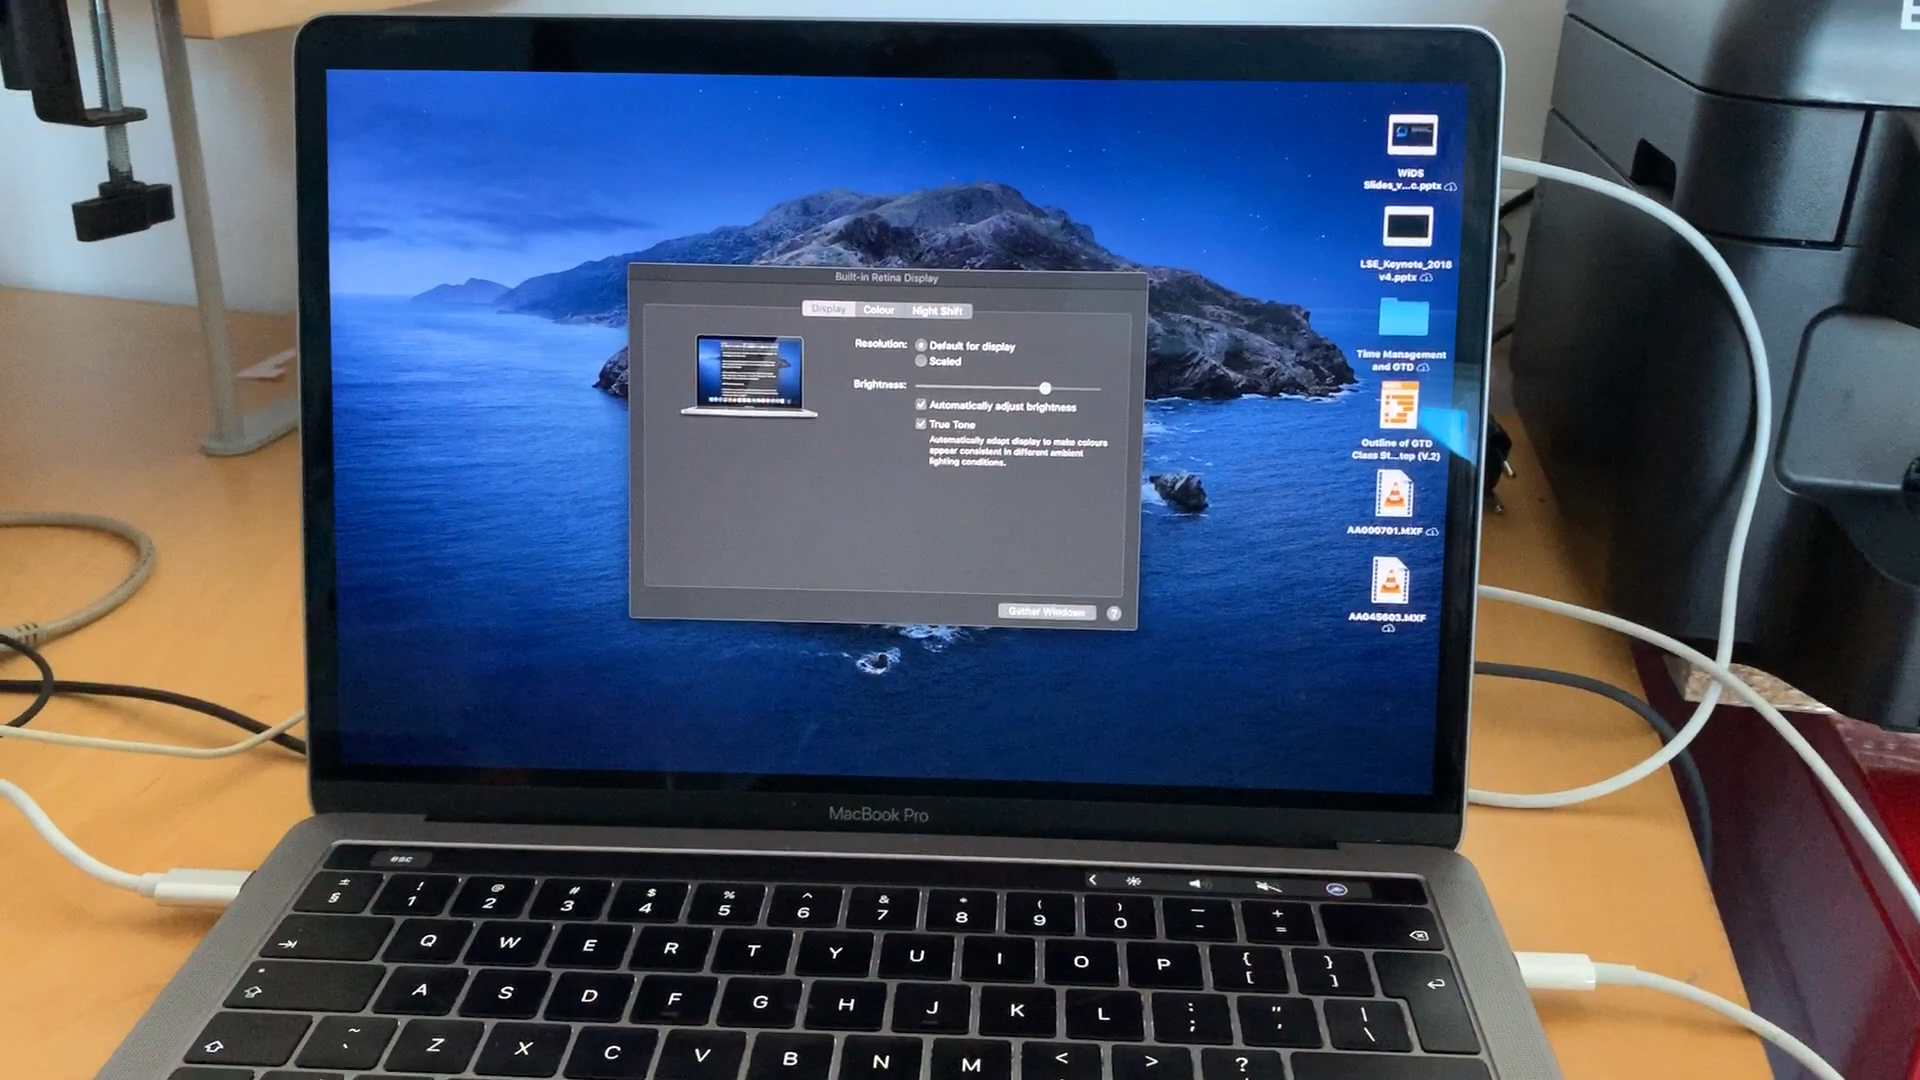 WiDS
Slides_v...c.pptx
LSE_Keynote_2018
v4.pptx
Time Management
and GTD
Outline of GTD
Class St...tep (V.2)
AA000701.MXF
AA045603.MXF
Built-in Retina Display
Display Colour Night Shift
Resolution: Default for display
Scaled
Brightness:
Automatically adjust brightness
True Tone
Automatically adapt display to make colours
appear consistent in different ambient
lighting conditions.
Gather Windows ?
MacBook Pro
esc
± § ! 1 @ 2 # 3 $ 4 % 5 ^ 6 & 7 * 8 ( 9 ) 0 — - + =
Q W E R T Y U I O P { [ } ]
A S D F G H J K L : ; " ' | \
~ ` Z X C V B N M < > ?